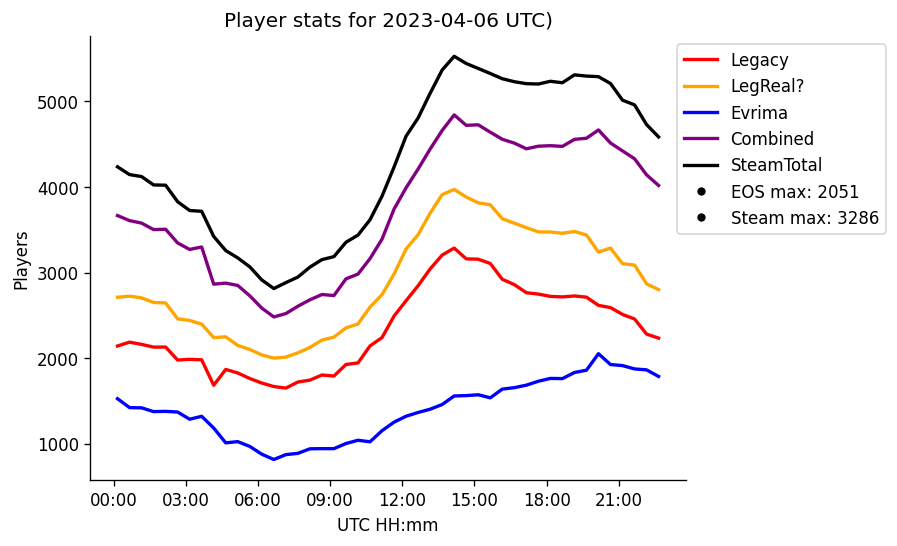 Player stats for 2023-04-06 UTC)
Players
5000
4000
3000
2000
1000
00:00 03:00 06:00 09:00 12:00 15:00 18:00 21:00
UTC HH:mm
Legacy
LegReal?
Evrima
Combined
SteamTotal
EOS max: 2051
Steam max: 3286